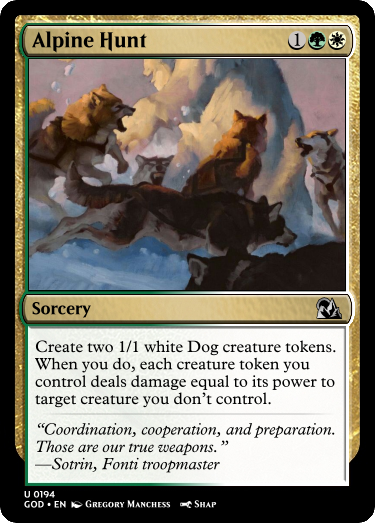 Alpine Hunt 1
Sorcery
Create two 1/1 white Dog creature tokens.
When you do, each creature token you
control deals damage equal to its power to
target creature you don't control.
"Coordination, cooperation, and preparation.
Those are our true weapons."
—Sotrin, Fonti troopmaster
U 0194
GOD • EN Gregory Manchess Shap